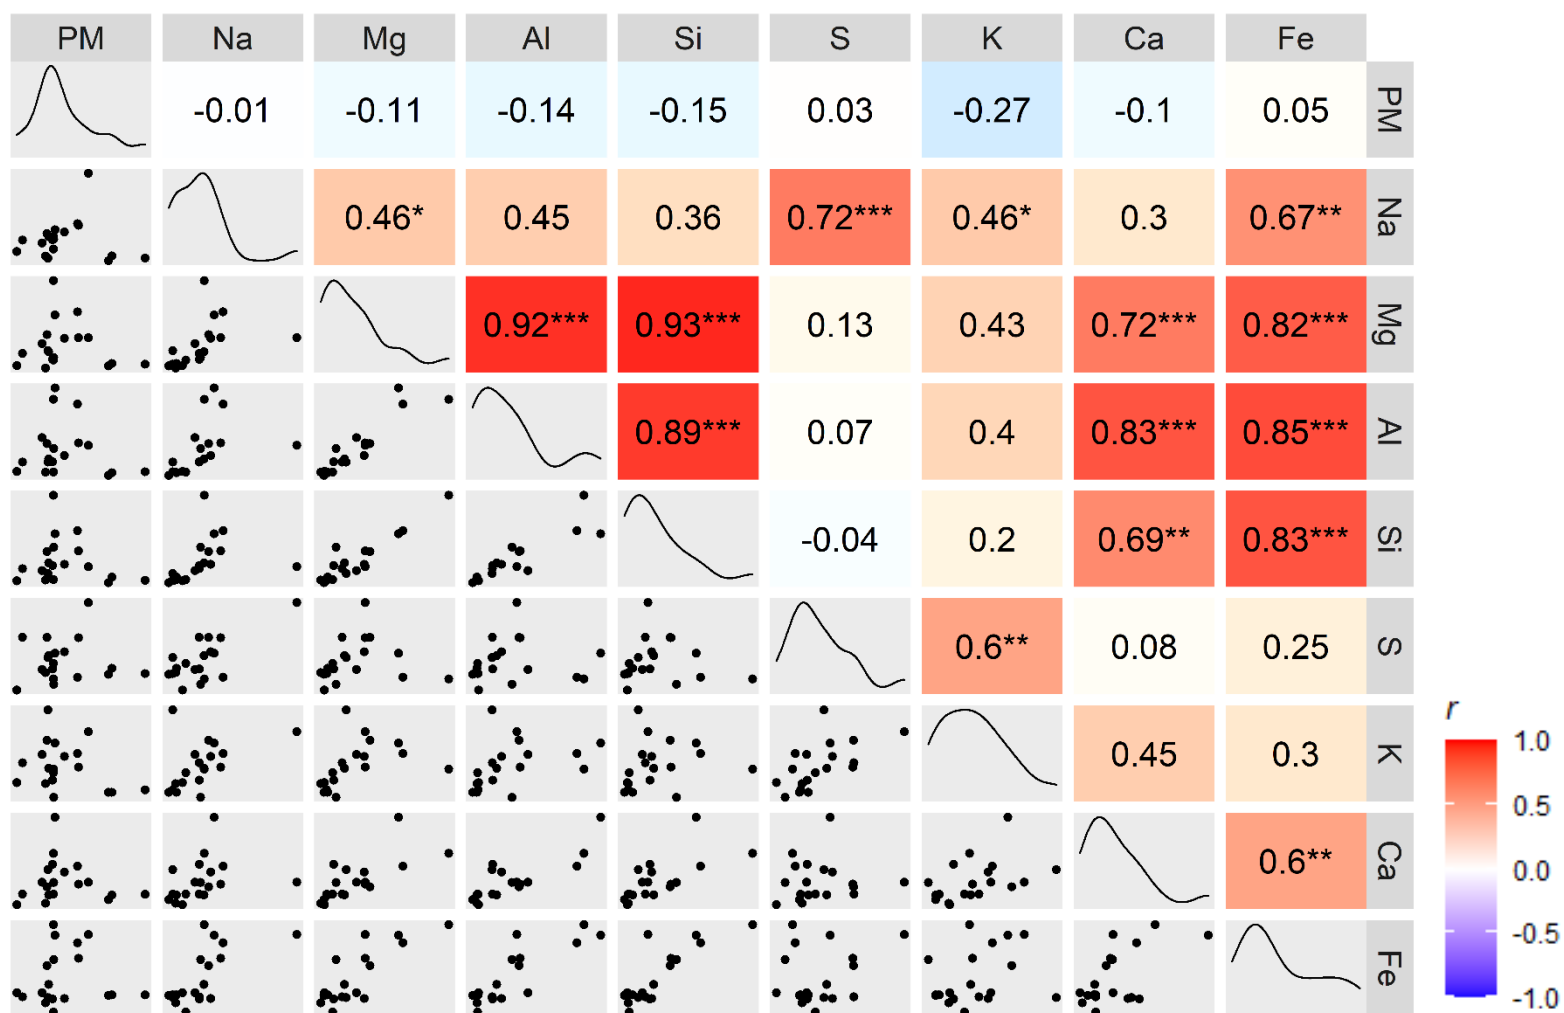 PM Na Mg Al Si S K Ca Fe
-0.01 -0.11 -0.14 -0.15 0.03 -0.27 -0.1 0.05 PM
0.46* 0.45 0.36 0.72*** 0.46* 0.3 0.67** Na
0.92*** 0.93*** 0.13 0.43 0.72*** 0.82*** Mg
0.89*** 0.07 0.4 0.83*** 0.85*** Al
-0.04 0.2 0.69** 0.83*** Si
0.6** 0.08 0.25 S
0.45 0.3 K
0.6** Ca
Fe
r
1.0
0.5
0.0
-0.5
-1.0